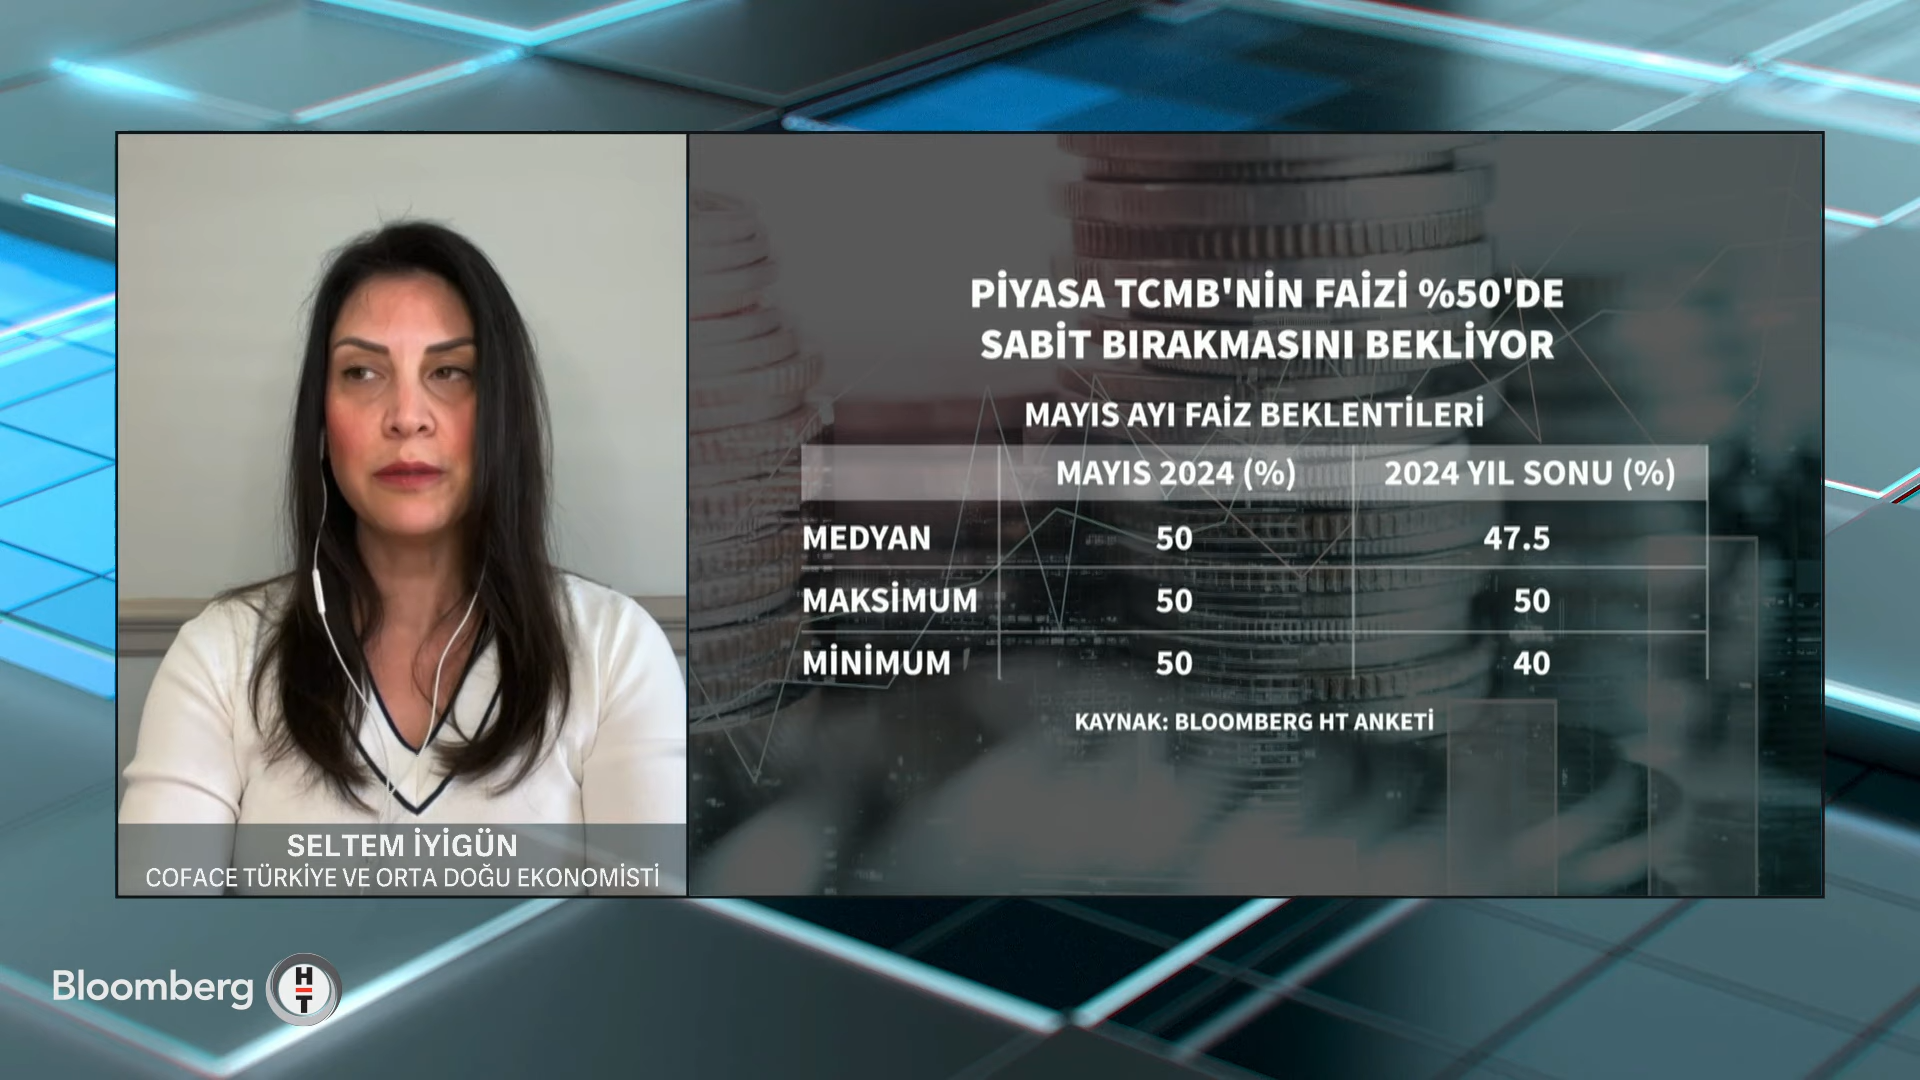 PİYASA TCMB'NİN FAİZİ %50'DE
SABİT BIRAKMASINI BEKLİYOR
MAYIS AYI FAİZ BEKLENTİLERİ
MAYIS 2024 (%) 2024 YIL SONU (%)
MEDYAN 50 47.5
MAKSİMUM 50 50
MİNİMUM 50 40
KAYNAK: BLOOMBERG HT ANKETİ
SELTEM İYİGÜN
COFACE TÜRKİYE VE ORTA DOĞU EKONOMİSTİ
Bloomberg HT